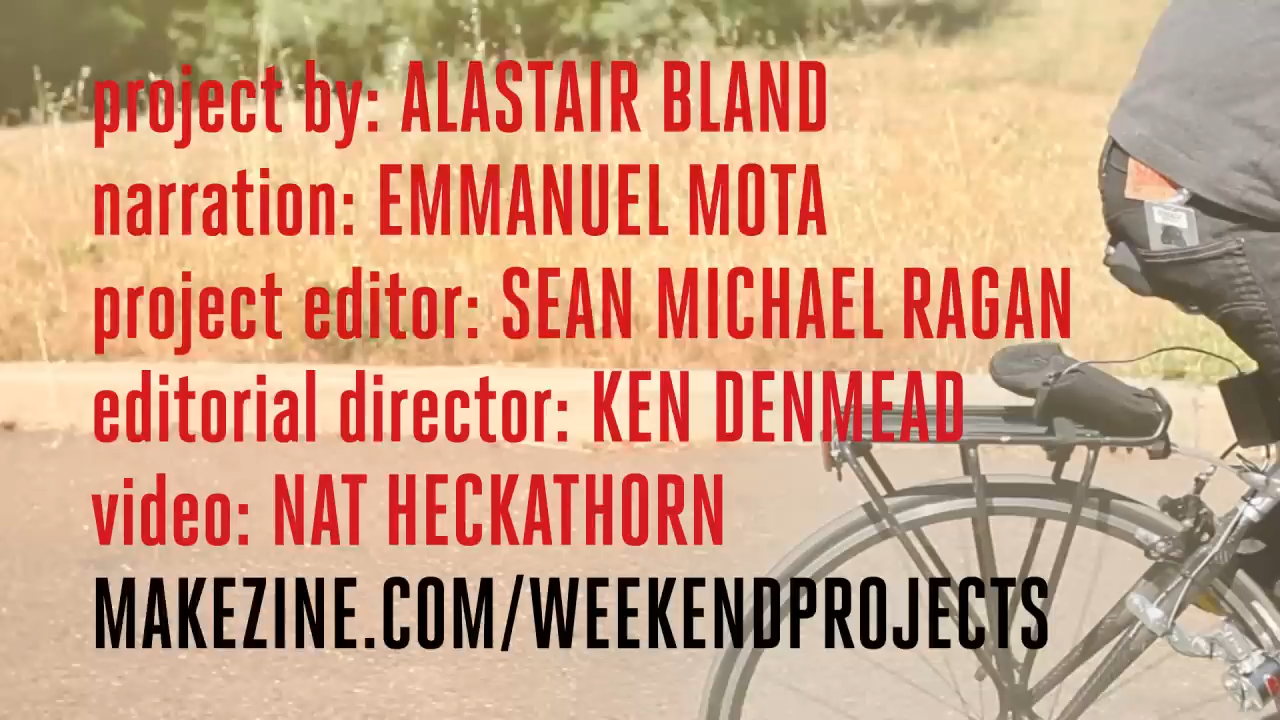 project by: ALASTAIR BLAND
narration: EMMANUEL MOTA
project editor: SEAN MICHAEL RAGAN
editorial director: KEN DENMEAD
video: NAT HECKATHORN
MAKEZINE.COM/WEEKENDPROJECTS